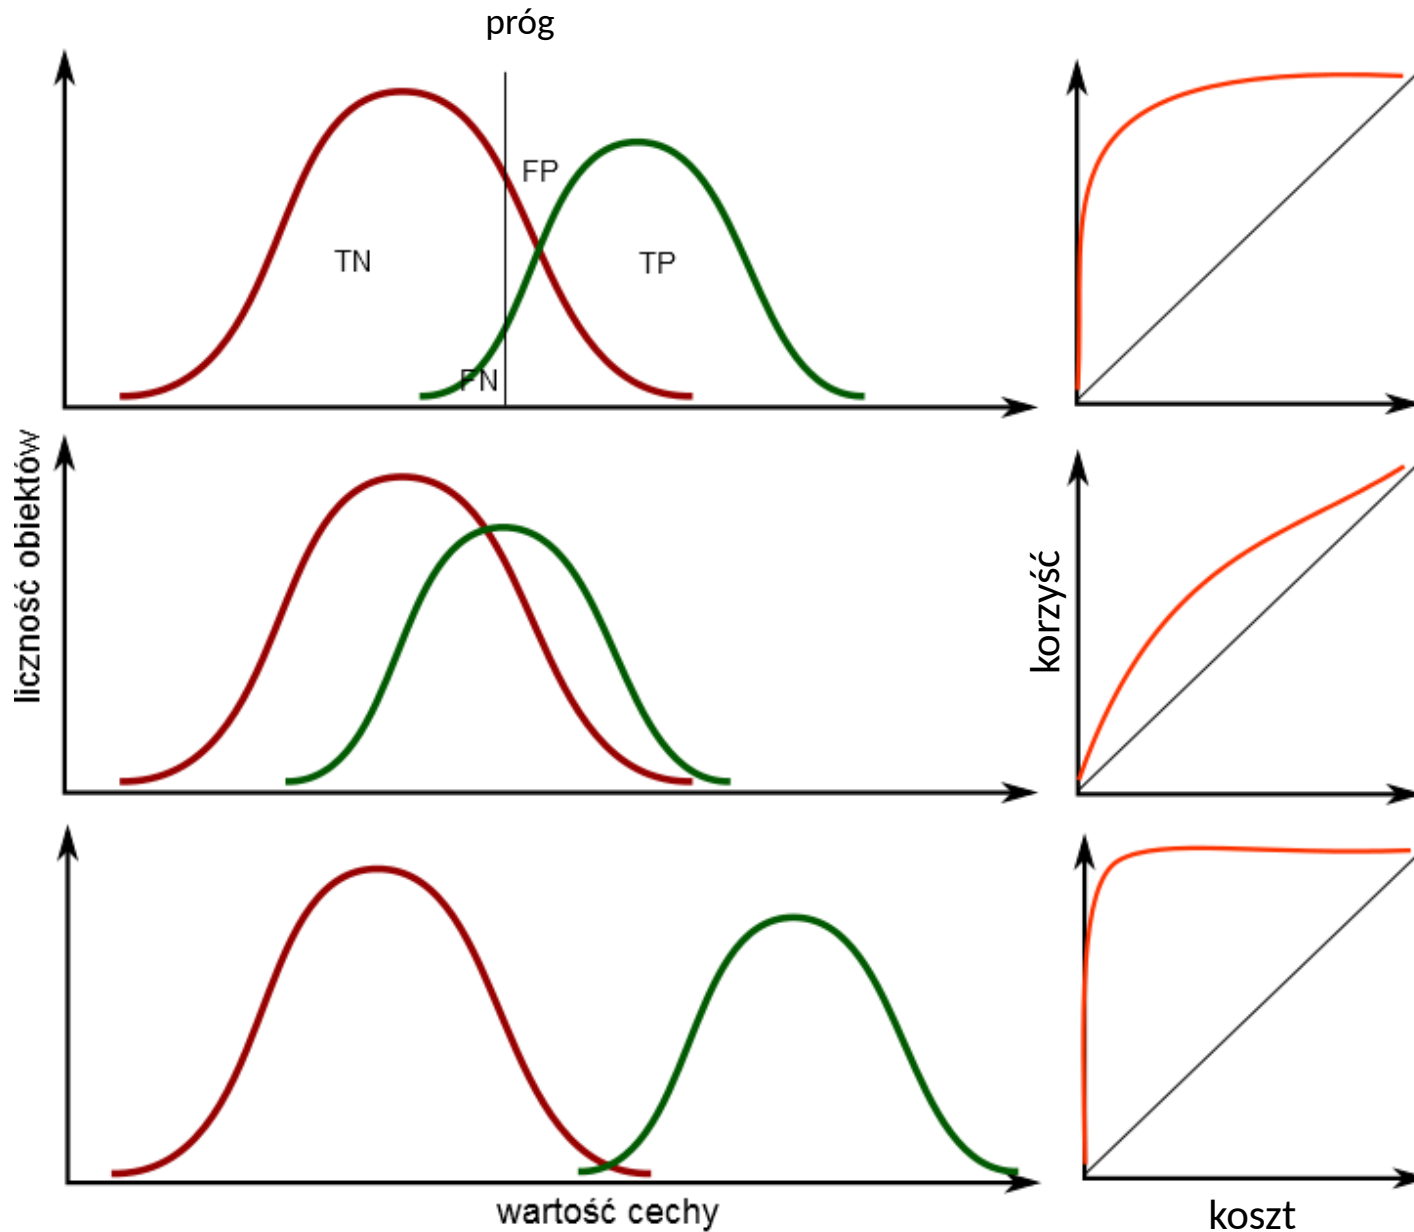 próg
FP
TN
TP
FN
liczność obiektów
korzyść
wartość cechy
koszt